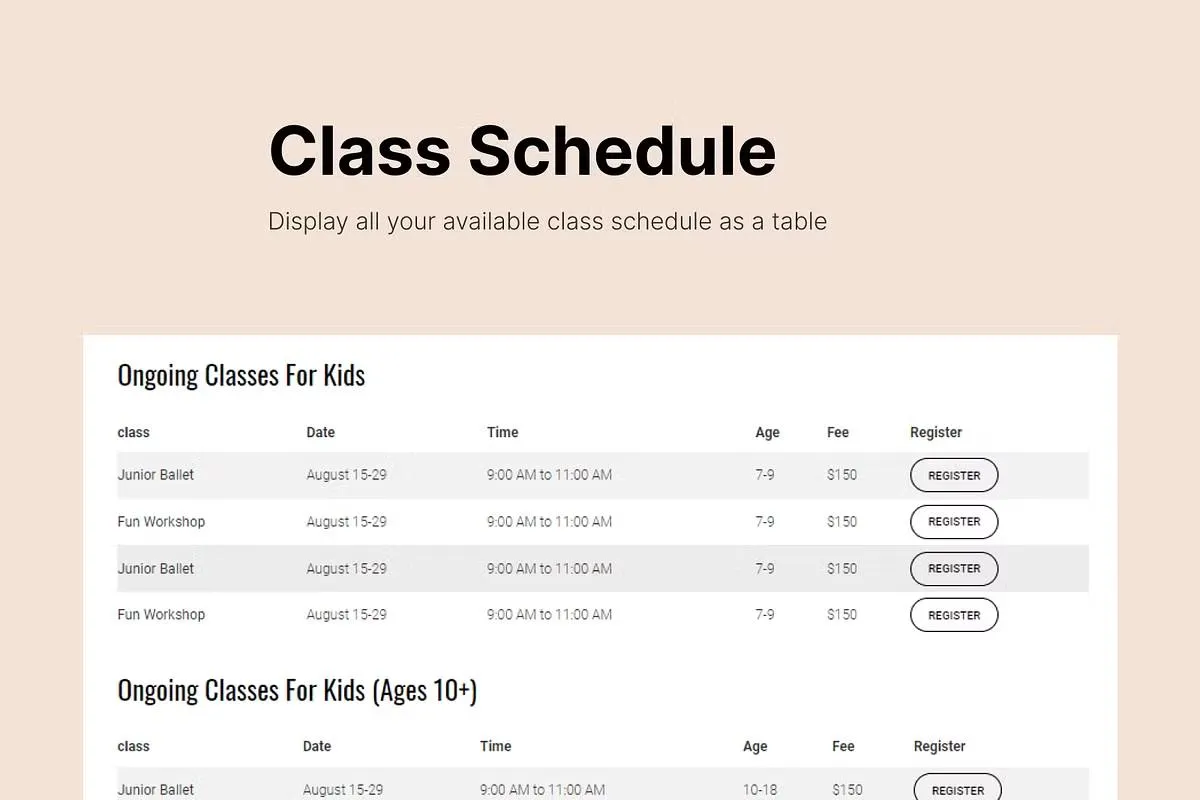 Class Schedule
Display all your available class schedule as a table
Ongoing Classes For Kids
class Date Time Age Fee Register
Junior Ballet August 15-29 9:00 AM to 11:00 AM 7-9 $150 REGISTER
Fun Workshop August 15-29 9:00 AM to 11:00 AM 7-9 $150 REGISTER
Junior Ballet August 15-29 9:00 AM to 11:00 AM 7-9 $150 REGISTER
Fun Workshop August 15-29 9:00 AM to 11:00 AM 7-9 $150 REGISTER
Ongoing Classes For Kids (Ages 10+)
class Date Time Age Fee Register
Junior Ballet August 15-29 9:00 AM to 11:00 AM 10-18 $150 REGISTER